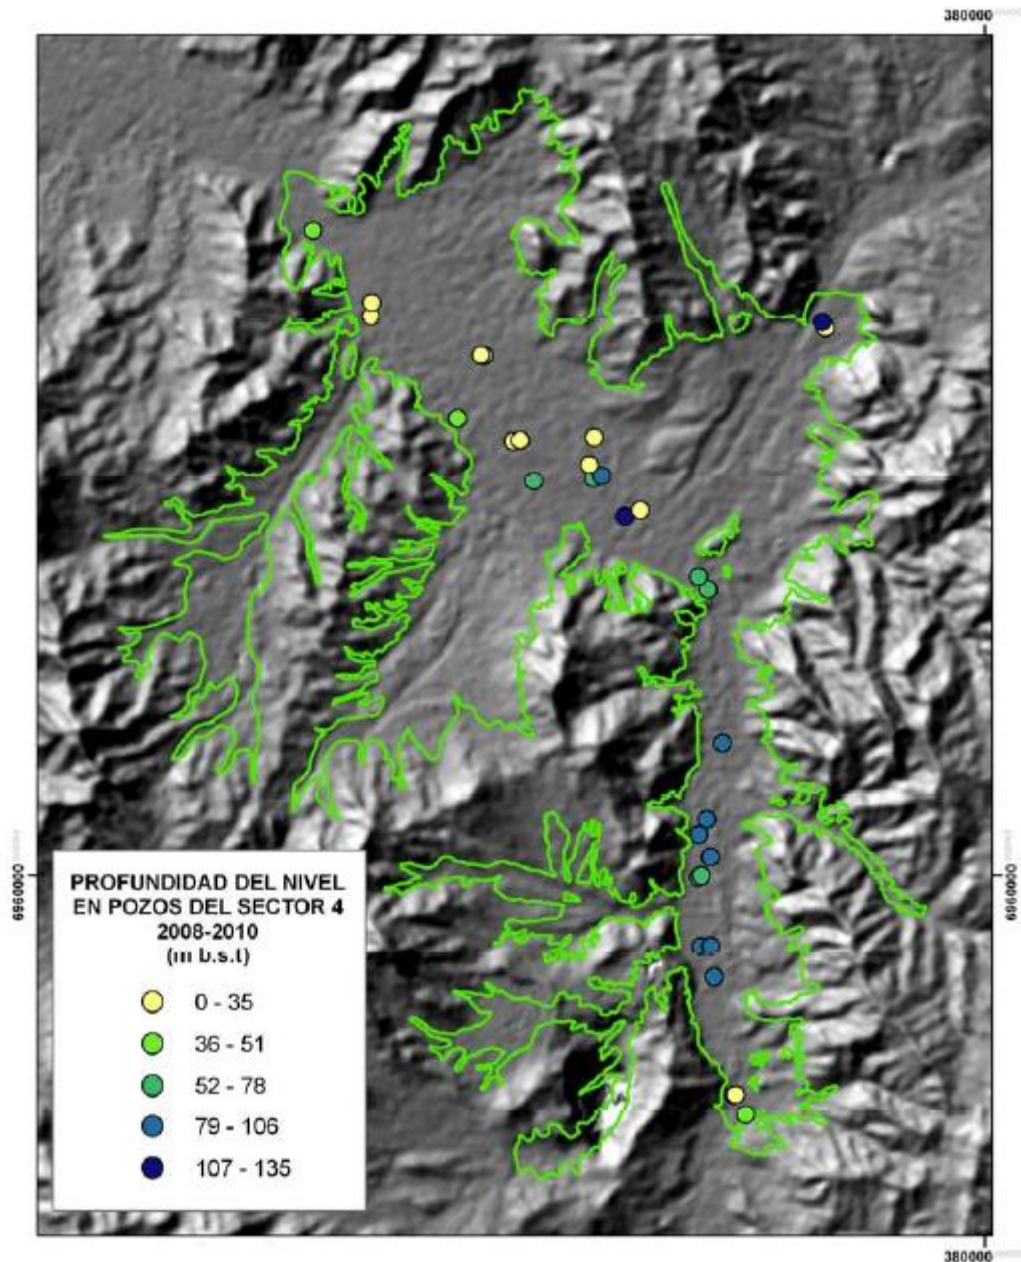 380000
6960000
6960000
PROFUNDIDAD DEL NIVEL
EN POZOS DEL SECTOR 4
2008-2010
(m b.s.t)
0 - 35
36 - 51
52 - 78
79 - 106
107 - 135
380000